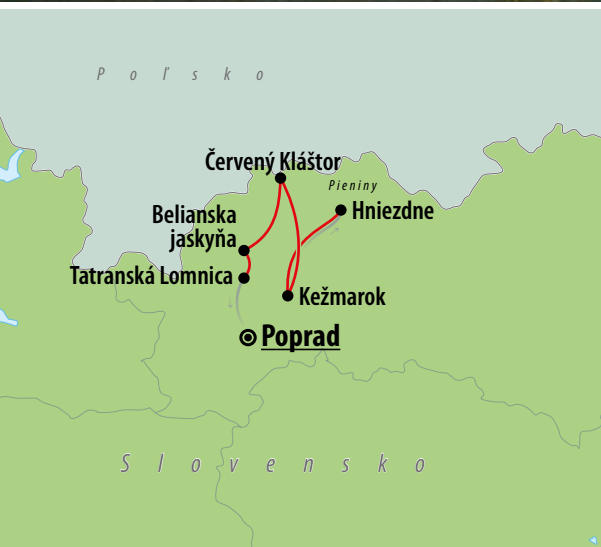 Poľsko
Červený Kláštor
Pieniny
Belianska
jaskyňa
Hniezdne
Tatranská Lomnica
Kežmarok
Poprad
Slovensko